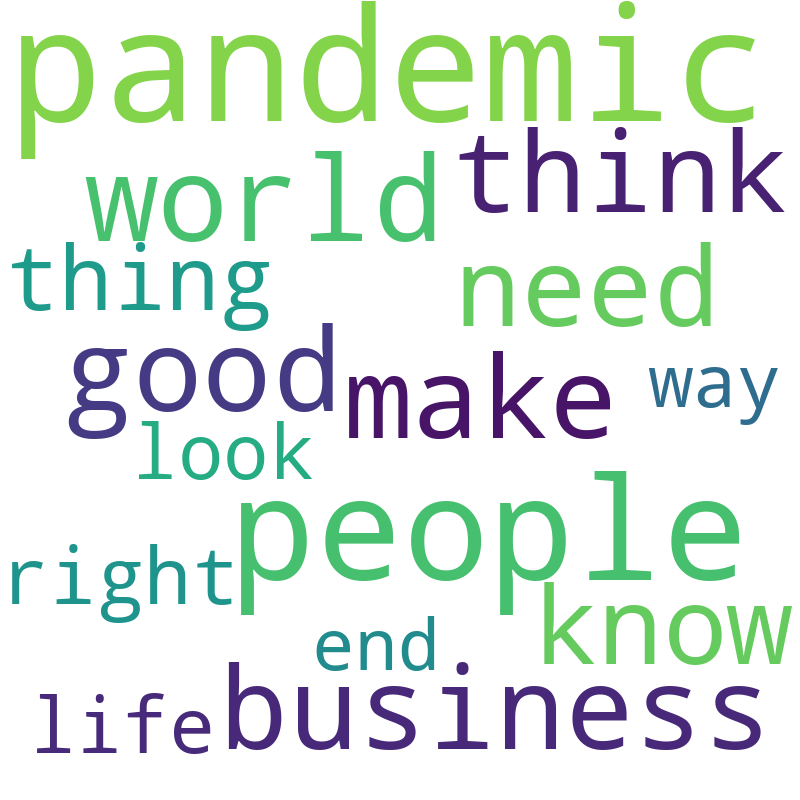 pandemic
world think
thing need
good make way
look
people
right know
end
life business